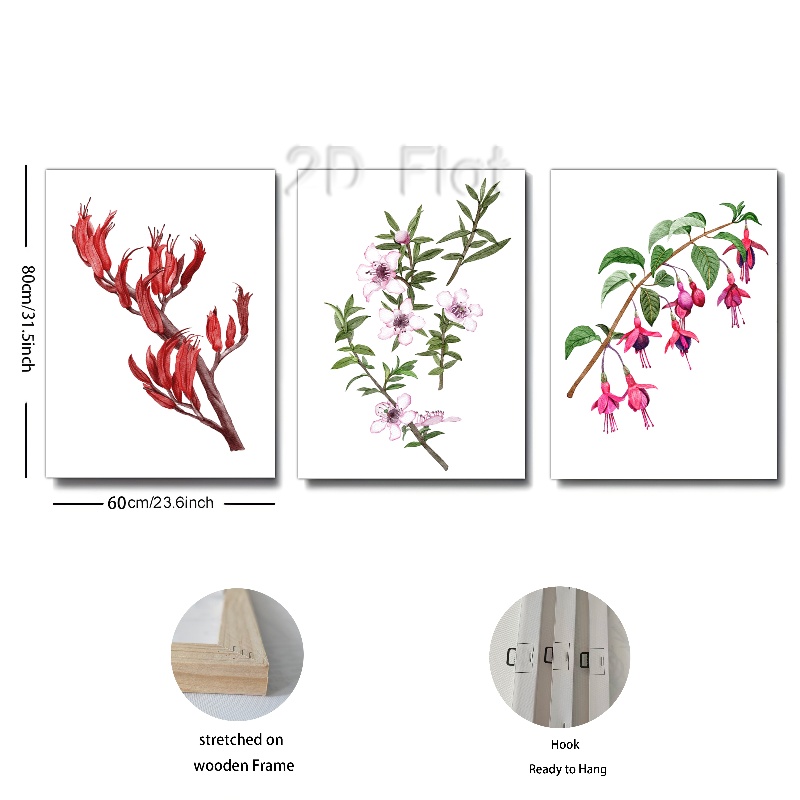 2D Flat
80cm/31.5inch
60cm/23.6inch
stretched on
wooden Frame
Hook
Ready to Hang